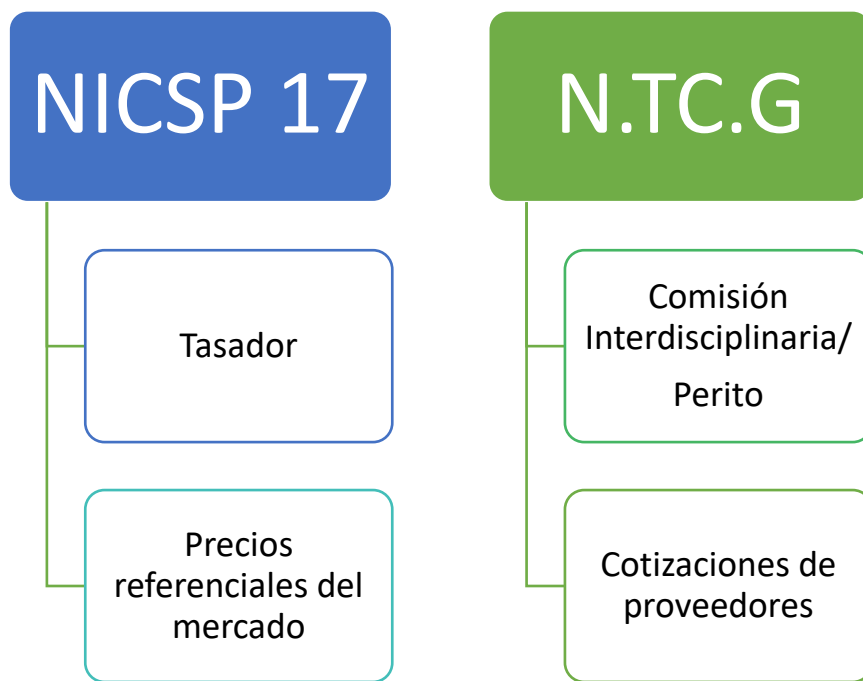 NICSP 17
Tasador
Precios
referenciales del
mercado
N.TC.G
Comisión
Interdisciplinaria/
Perito
Cotizaciones de
proveedores